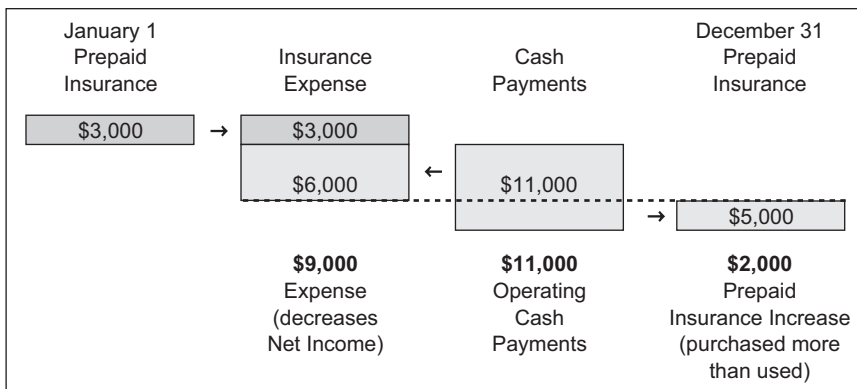 January 1
Prepaid
Insurance
Insurance
Expense
Cash
Payments
December 31
Prepaid
Insurance
$3,000 → $3,000
$6,000 ← $11,000
→ $5,000
$9,000
Expense
(decreases
Net Income)
$11,000
Operating
Cash
Payments
$2,000
Prepaid
Insurance Increase
(purchased more
than used)